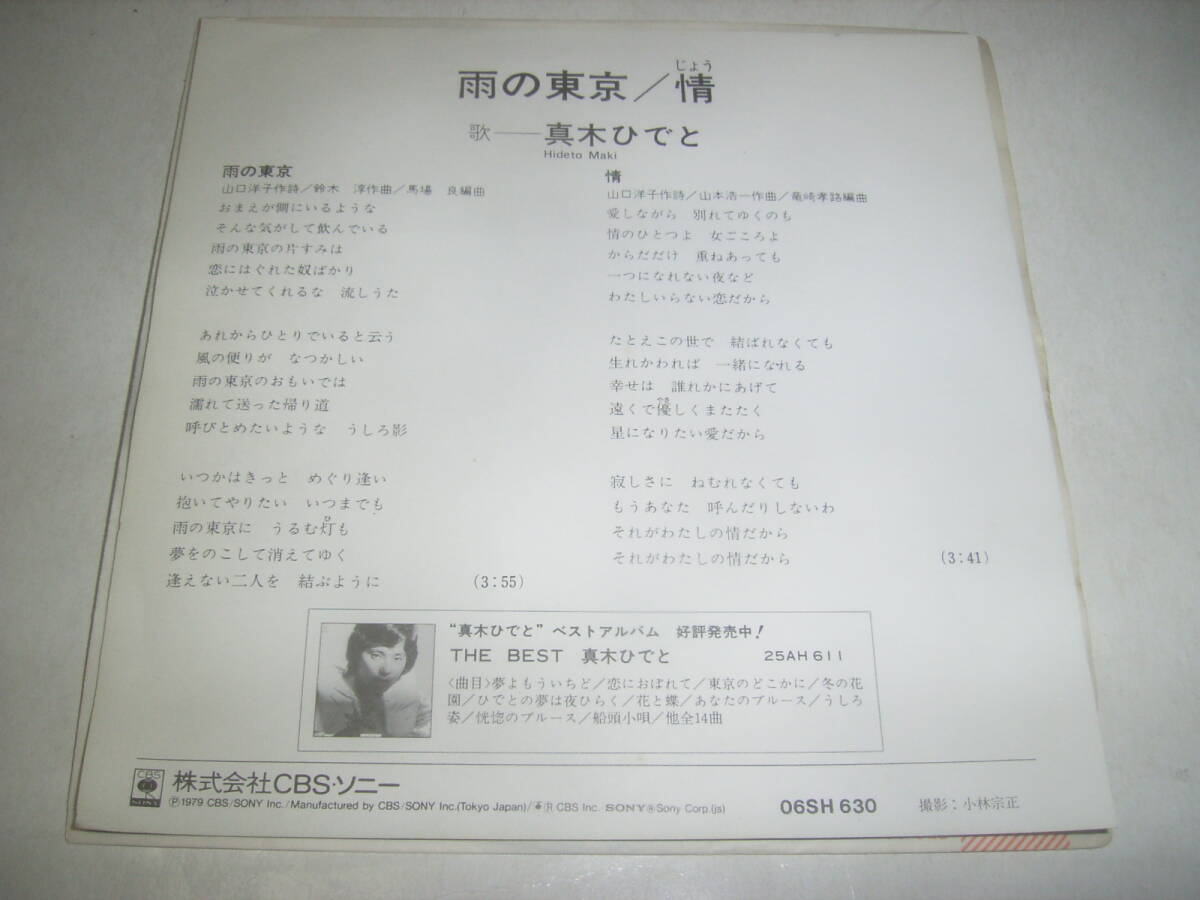 雨の東京／情
じょう
歌——真木ひでと
Hideto Maki
雨の東京
山口洋子作詩／鈴木　淳作曲／馬場　良編曲
おまえが側にいるような
そんな気がして飲んでいる
雨の東京の片すみは
恋にはぐれた奴ばかり
泣かせてくれるな　流しうた
あれからひとりでいると云う
風の便りが　なつかしい
雨の東京のおもいでは
濡れて送った帰り道
呼びとめたいような　うしろ影
いつかはきっと　めぐり逢い
抱いてやりたい　いつまでも
雨の東京に　うるむ灯も
ひ
夢をのこして消えてゆく
逢えない二人を　結ぶように　(3:55)
情
山口洋子作詩／山本浩一作曲／竜崎孝路編曲
愛しながら　別れてゆくのも
情のひとつよ　女ごころよ
からだだけ　重ねあっても
一つになれない夜など
わたしいらない恋だから
たとえこの世で　結ばれなくても
生れかわれば　一緒になれる
幸せは　誰れかにあげて
遠くで優しくまたたく
やさ
星になりたい愛だから
寂しさに　ねむれなくても
もうあなた　呼んだりしないわ
それがわたしの情だから
それがわたしの情だから　(3:41)
“真木ひでと”ベストアルバム　好評発売中！
THE BEST　真木ひでと　25AH 611
〈曲目〉夢よもういちど／恋におぼれて／東京のどこかに／冬の花
園／ひでとの夢は夜ひらく／花と蝶／あなたのブルース／うしろ
姿／恍惚のブルース／船頭小唄／他全14曲
CBS
SONY
株式会社CBS・ソニー
Ⓟ1979 CBS/SONY Inc./Manufactured by CBS/SONY Inc.(Tokyo Japan)/ Ⓡ CBS Inc. SONY®Sony Corp.(js)
06SH 630
撮影：小林宗正